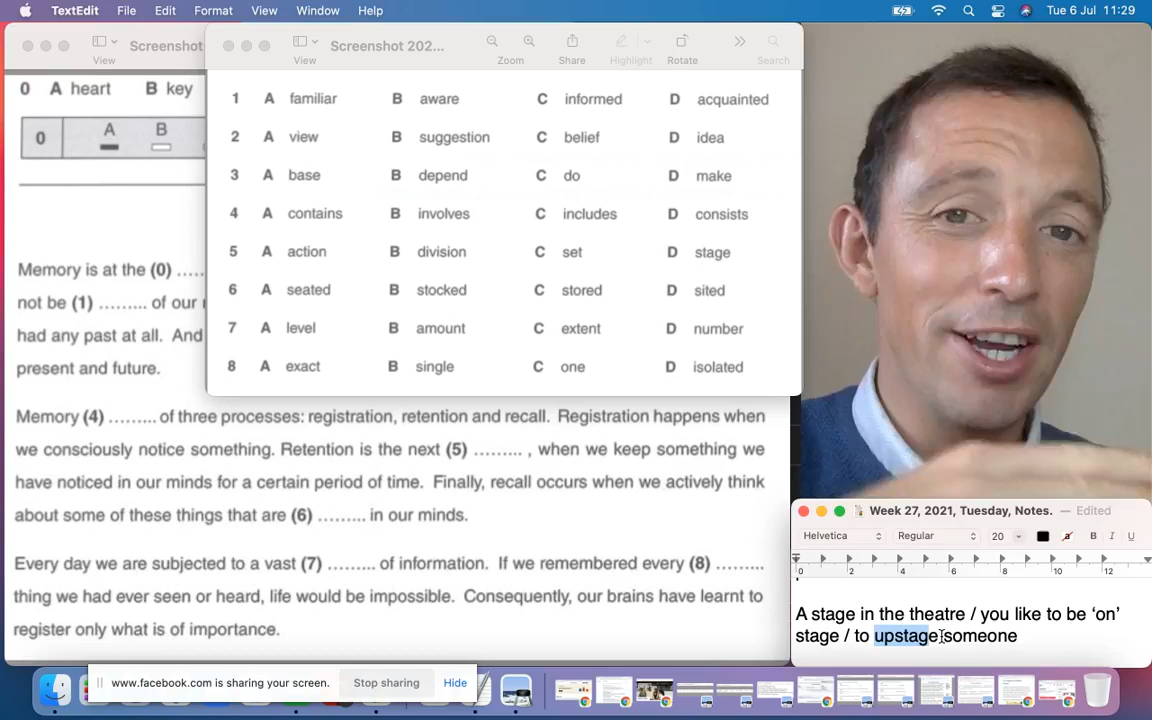 TextEdit File Edit Format View Window Help Tue 6 Jul 11:29
Screenshot
View
Screenshot 202...
View Zoom Share Highlight Rotate Search
0 A heart B key
0 A B
1 A familiar B aware C informed D acquainted
2 A view B suggestion C belief D idea
3 A base B depend C do D make
4 A contains B involves C includes D consists
5 A action B division C set D stage
6 A seated B stocked C stored D sited
7 A level B amount C extent D number
8 A exact B single C one D isolated
Memory is at the (0) .....
not be (1) ......... of our
had any past at all. And
present and future.
Memory (4) ........ of three processes: registration, retention and recall. Registration happens when
we consciously notice something. Retention is the next (5) ......... , when we keep something we
have noticed in our minds for a certain period of time. Finally, recall occurs when we actively think
about some of these things that are (6) ......... in our minds.
Every day we are subjected to a vast (7) ......... of information. If we remembered every (8) .........
thing we had ever seen or heard, life would be impossible. Consequently, our brains have learnt to
register only what is of importance.
Week 27, 2021, Tuesday, Notes. — Edited
Helvetica Regular 20 a B I U
0 2 4 6 8 10 12
A stage in the theatre / you like to be ‘on’
stage / to upstage someone
www.facebook.com is sharing your screen. Stop sharing Hide